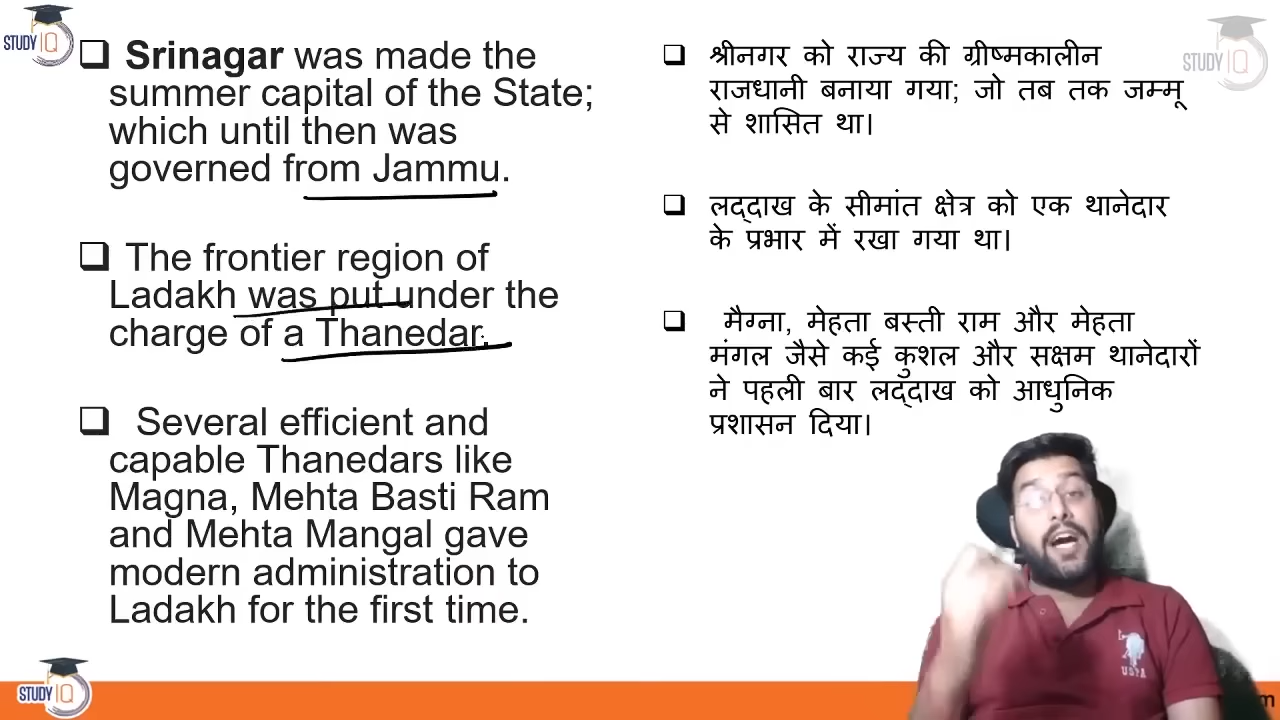 STUDY IQ
❑ Srinagar was made the
summer capital of the State;
which until then was
governed from Jammu.
❑ The frontier region of
Ladakh was put under the
charge of a Thanedar.
❑ Several efficient and
capable Thanedars like
Magna, Mehta Basti Ram
and Mehta Mangal gave
modern administration to
Ladakh for the first time.
STUDY IQ
❑ श्रीनगर को राज्य की ग्रीष्मकालीन
राजधानी बनाया गया; जो तब तक जम्मू
से शासित था।
❑ लद्दाख के सीमांत क्षेत्र को एक थानेदार
के प्रभार में रखा गया था।
❑ मैग्ना, मेहता बस्ती राम और मेहता
मंगल जैसे कई कुशल और सक्षम थानेदारों
ने पहली बार लद्दाख को आधुनिक
प्रशासन दिया।
STUDY IQ